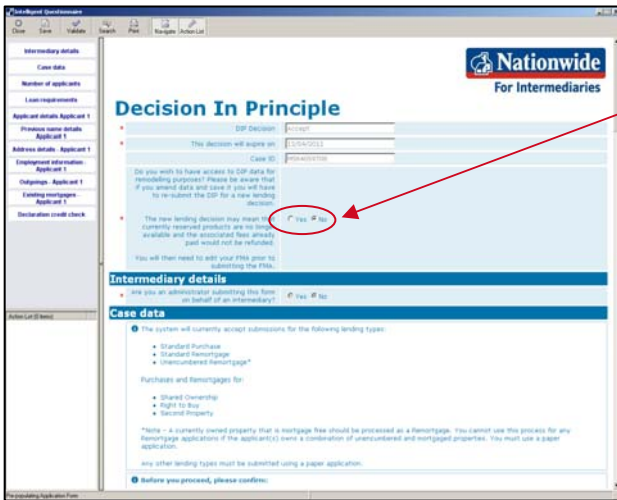 Intelligent Questionnaire
Close Save Validate Search Print Navigate Action List
Intermediary details
Case data
Number of applicants
Loan requirements
Applicant details Applicant 1
Previous name details
Applicant 1
Address details - Applicant 1
Employment information -
Applicant 1
Outgoings - Applicant 1
Existing mortgages -
Applicant 1
Declaration credit check
Action List (0 items)
Nationwide
For Intermediaries
Decision In Principle
* DIP Decision Accept
* This decision will expire on
Case ID
Do you wish to have access to DIP data for
remodelling purposes? Please be aware that
if you amend data and save it you will have
to re-submit the DIP for a new lending
decision.
* The new lending decision may mean that
currently reserved products are no longer
available and the associated fees already
paid would not be refunded.
Yes No
You will then need to edit your FMA prior to
submitting the FMA.
Intermediary details
* Are you an administrator submitting this form
on behalf of an intermediary?
Yes No
Case data
The system will currently accept submissions for the following lending types:
Standard Purchase
Standard Remortgage
Unencumbered Remortgage*
Purchases and Remortgages for:
Shared Ownership
Right to Buy
Second Property
*Note - A currently owned property that is mortgage free should be processed as a Remortgage. You cannot use this process for any
Remortgage applications if the applicant(s) owns a combination of unencumbered and mortgaged properties. You must use a paper
application.
Any other lending types must be submitted using a paper application.
Before you proceed, please confirm:
Pre-populating Application Form